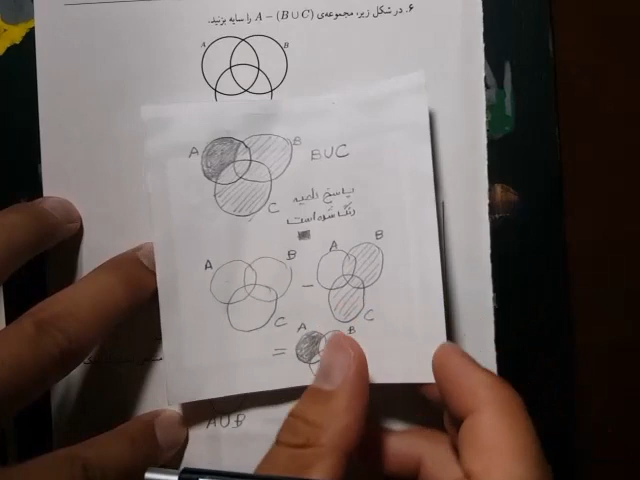 ۶. در شکل زیر، مجموعه‌ی A − (B ∪ C) را سایه بزنید.
A B
A B
B∪C
پاسخ ناحیه
C
رنگ شده است
A B A B
−
C C
= A B
A∪B